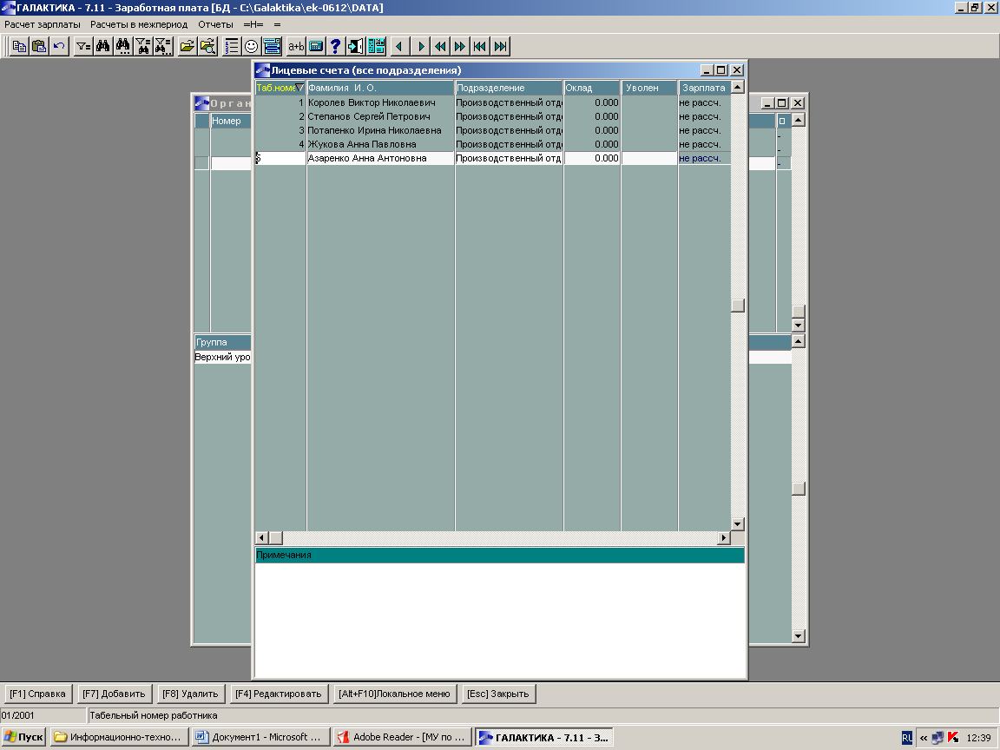 ГАЛАКТИКА - 7.11 - Заработная плата [БД - C:\Galaktika\ek-0612\DATA]
Расчет зарплаты Расчеты в межпериод Отчеты =Н= =
a+b
Лицевые счета (все подразделения)
Таб.номе Фамилия И. О. Подразделение Оклад Уволен Зарплата
1 Королев Виктор Николаевич Производственный отд 0.000 не рассч.
2 Степанов Сергей Петрович Производственный отд 0.000 не рассч.
3 Потапенко Ирина Николаевна Производственный отд 0.000 не рассч.
4 Жукова Анна Павловна Производственный отд 0.000 не рассч.
5 Азаренко Анна Антоновна Производственный отд 0.000 не рассч.
Орган
Номер
Группа
Верхний уро
Примечания
[F1] Справка [F7] Добавить [F8] Удалить [F4] Редактировать [Alt+F10]Локальное меню [Esc] Закрыть
01/2001 Табельный номер работника
Пуск Информационно-техно... Документ1 - Microsoft ... Adobe Reader - [МУ по ... ГАЛАКТИКА - 7.11 - З... RU « 12:39